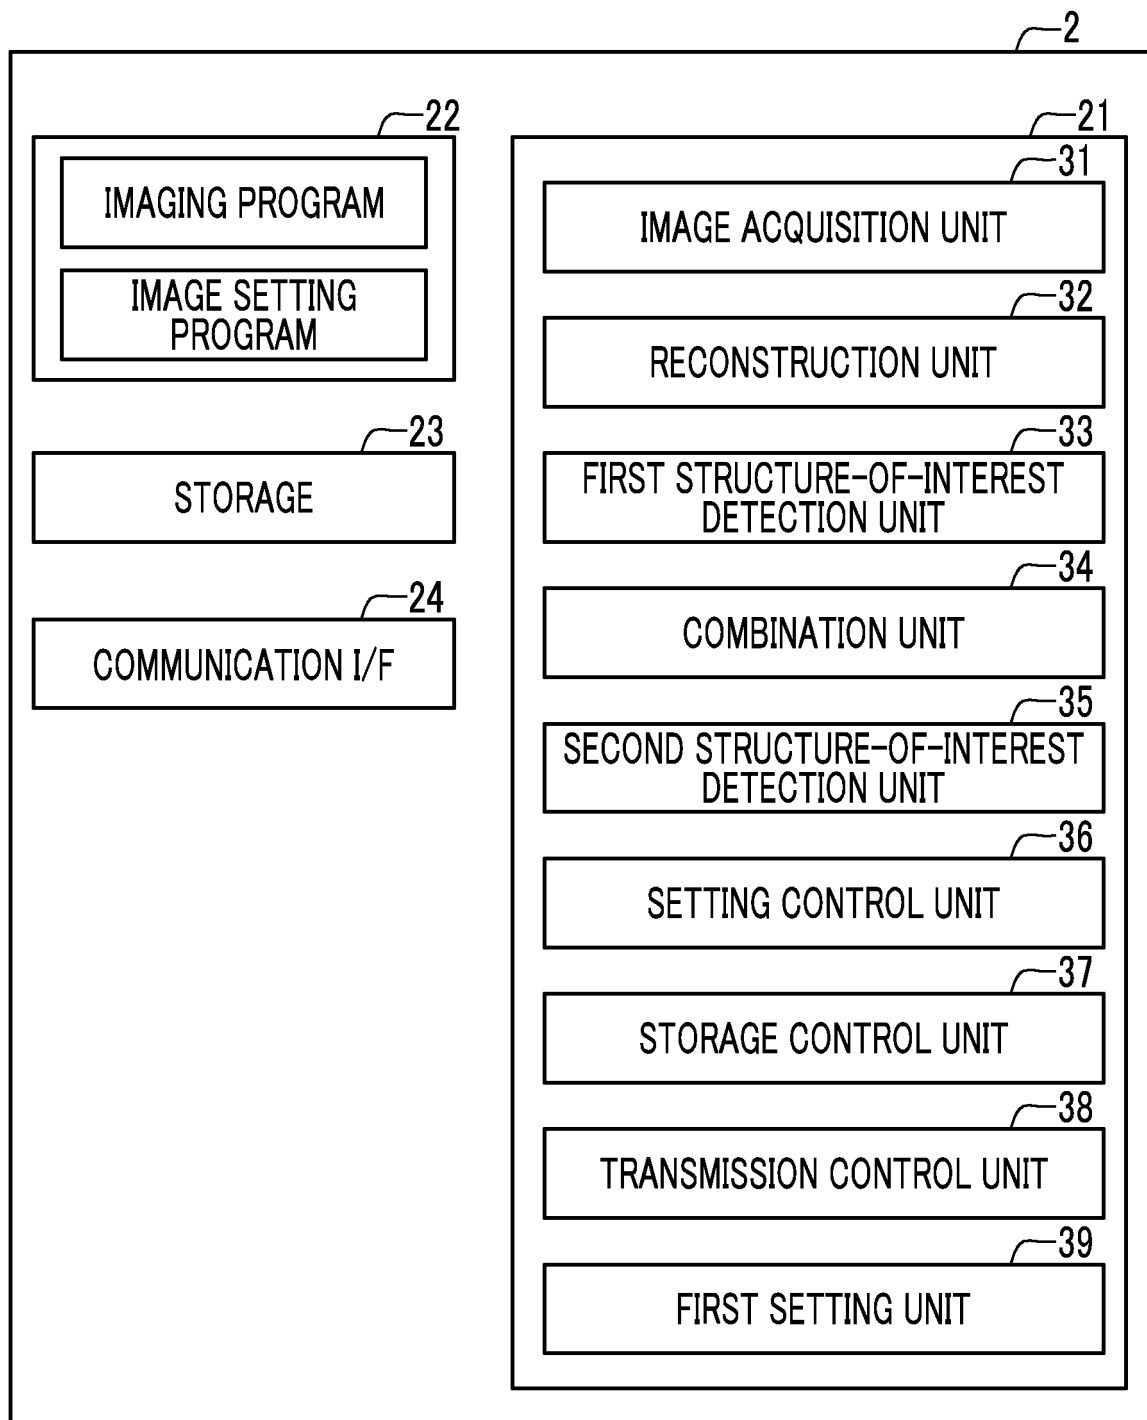 2
22
IMAGING PROGRAM
IMAGE SETTING
PROGRAM
23
STORAGE
24
COMMUNICATION I/F
21
31
IMAGE ACQUISITION UNIT
32
RECONSTRUCTION UNIT
33
FIRST STRUCTURE-OF-INTEREST
DETECTION UNIT
34
COMBINATION UNIT
35
SECOND STRUCTURE-OF-INTEREST
DETECTION UNIT
36
SETTING CONTROL UNIT
37
STORAGE CONTROL UNIT
38
TRANSMISSION CONTROL UNIT
39
FIRST SETTING UNIT